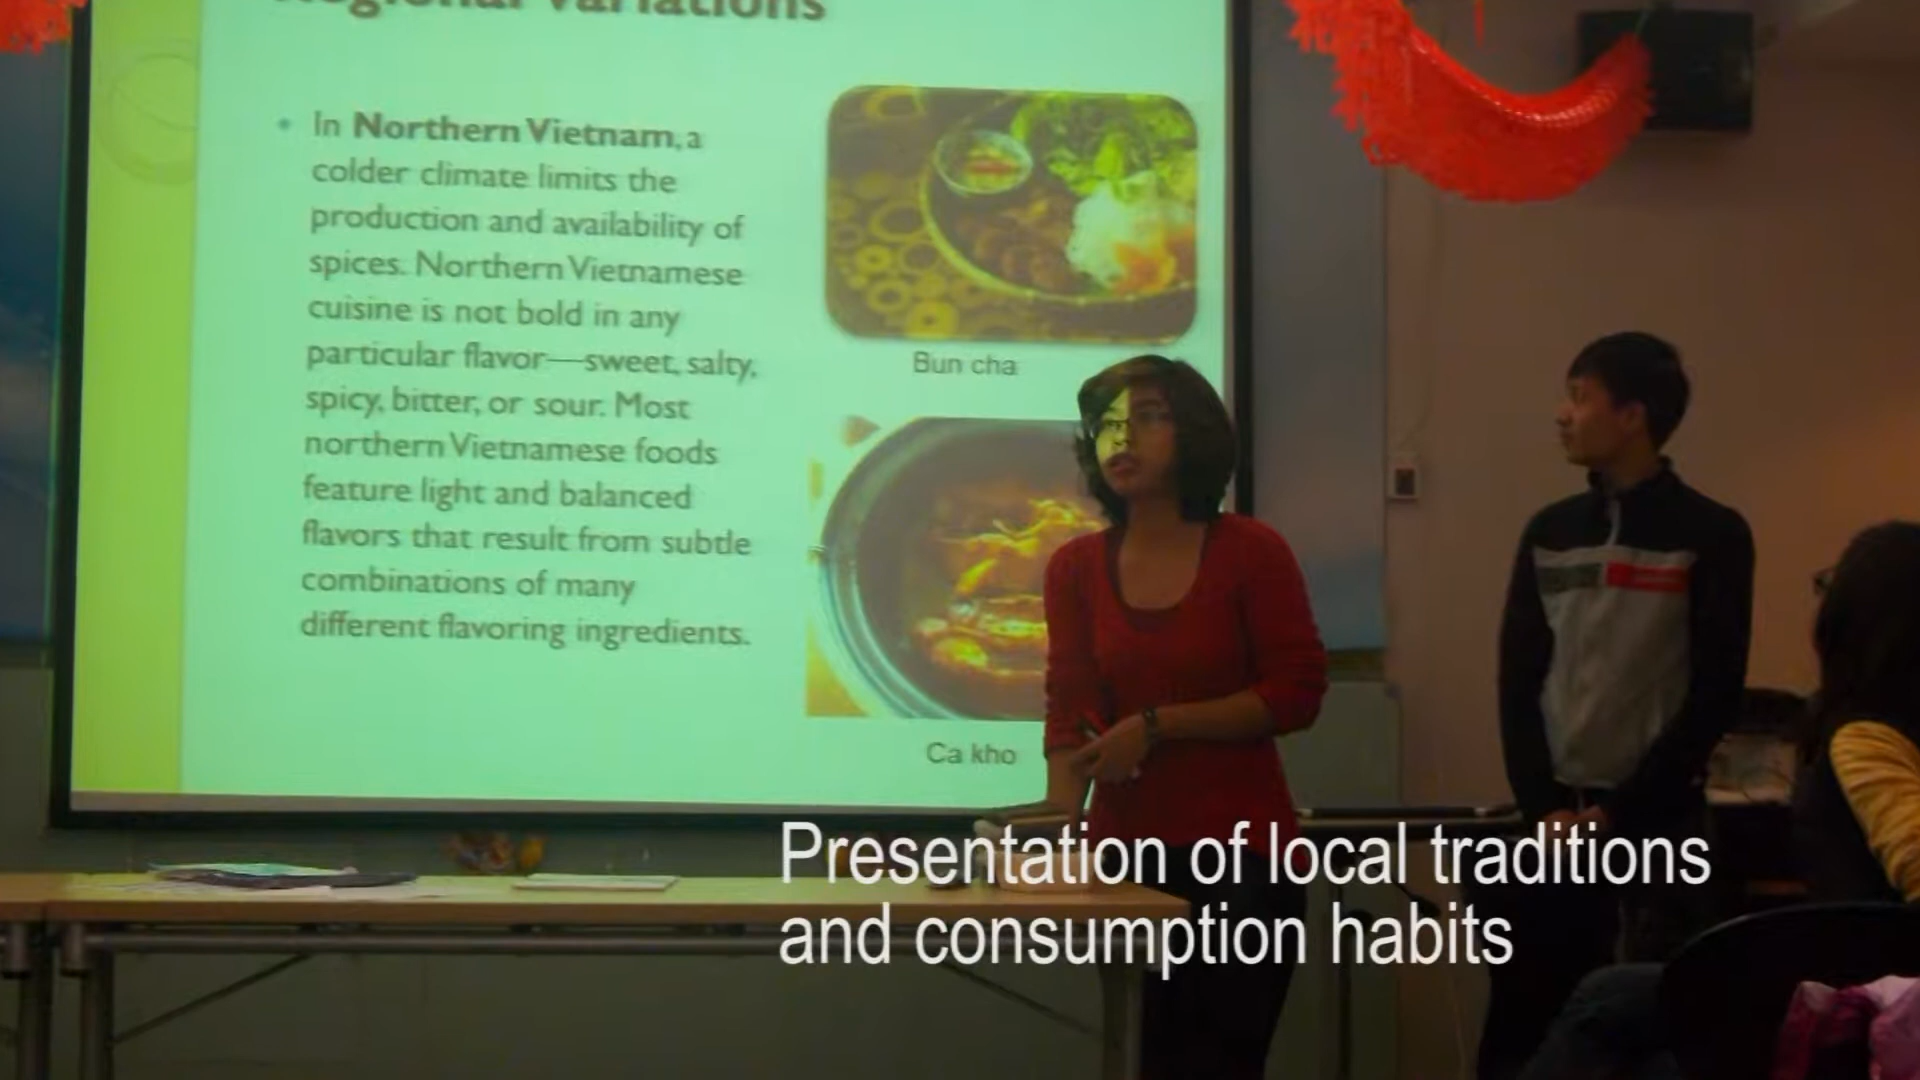 Regional Variations
In Northern Vietnam, a
colder climate limits the
production and availability of
spices. Northern Vietnamese
cuisine is not bold in any
particular flavor—sweet, salty,
spicy, bitter, or sour. Most
northern Vietnamese foods
feature light and balanced
flavors that result from subtle
combinations of many
different flavoring ingredients.
Bun cha
Ca kho
Presentation of local traditions
and consumption habits